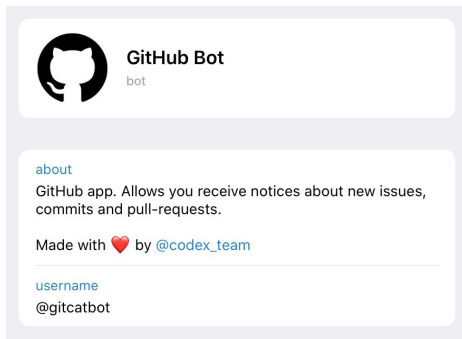 GitHub Bot
bot
about
GitHub app. Allows you receive notices about new issues,
commits and pull-requests.
Made with ❤️ by @codex_team
username
@gitcatbot